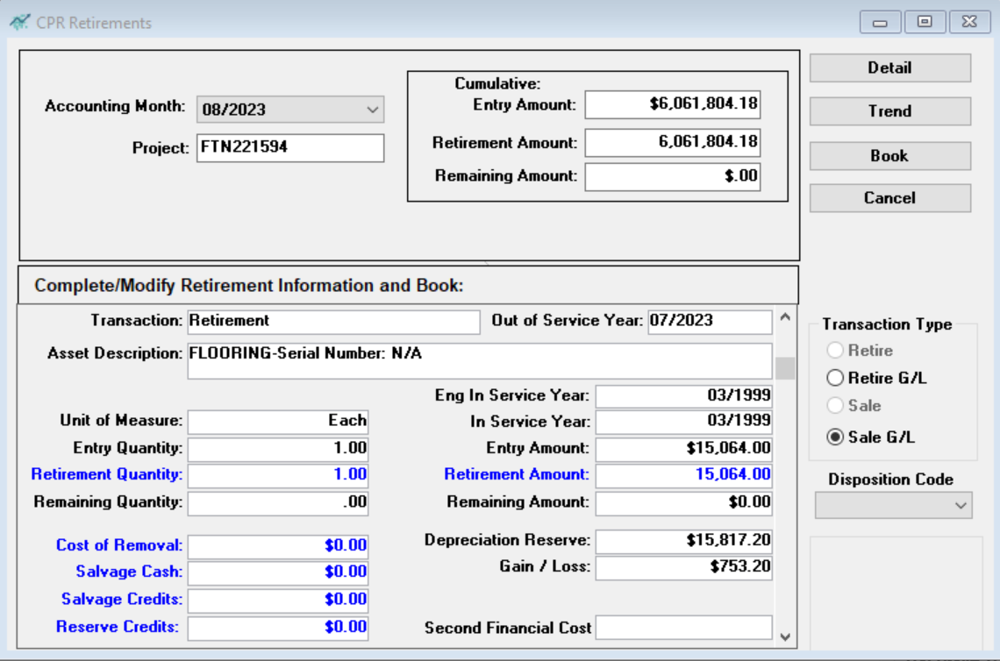 CPR Retirements
Accounting Month: 08/2023
Project: FTN221594
Cumulative:
Entry Amount: $6,061,804.18
Retirement Amount: 6,061,804.18
Remaining Amount: $.00
Detail
Trend
Book
Cancel
Complete/Modify Retirement Information and Book:
Transaction: Retirement Out of Service Year: 07/2023
Asset Description: FLOORING-Serial Number: N/A
Eng In Service Year: 03/1999
Unit of Measure: Each In Service Year: 03/1999
Entry Quantity: 1.00 Entry Amount: $15,064.00
Retirement Quantity: 1.00 Retirement Amount: 15,064.00
Remaining Quantity: .00 Remaining Amount: $0.00
Cost of Removal: $0.00 Depreciation Reserve: $15,817.20
Salvage Cash: $0.00 Gain / Loss: $753.20
Salvage Credits: $0.00
Reserve Credits: $0.00 Second Financial Cost
Transaction Type
Retire
Retire G/L
Sale
Sale G/L
Disposition Code